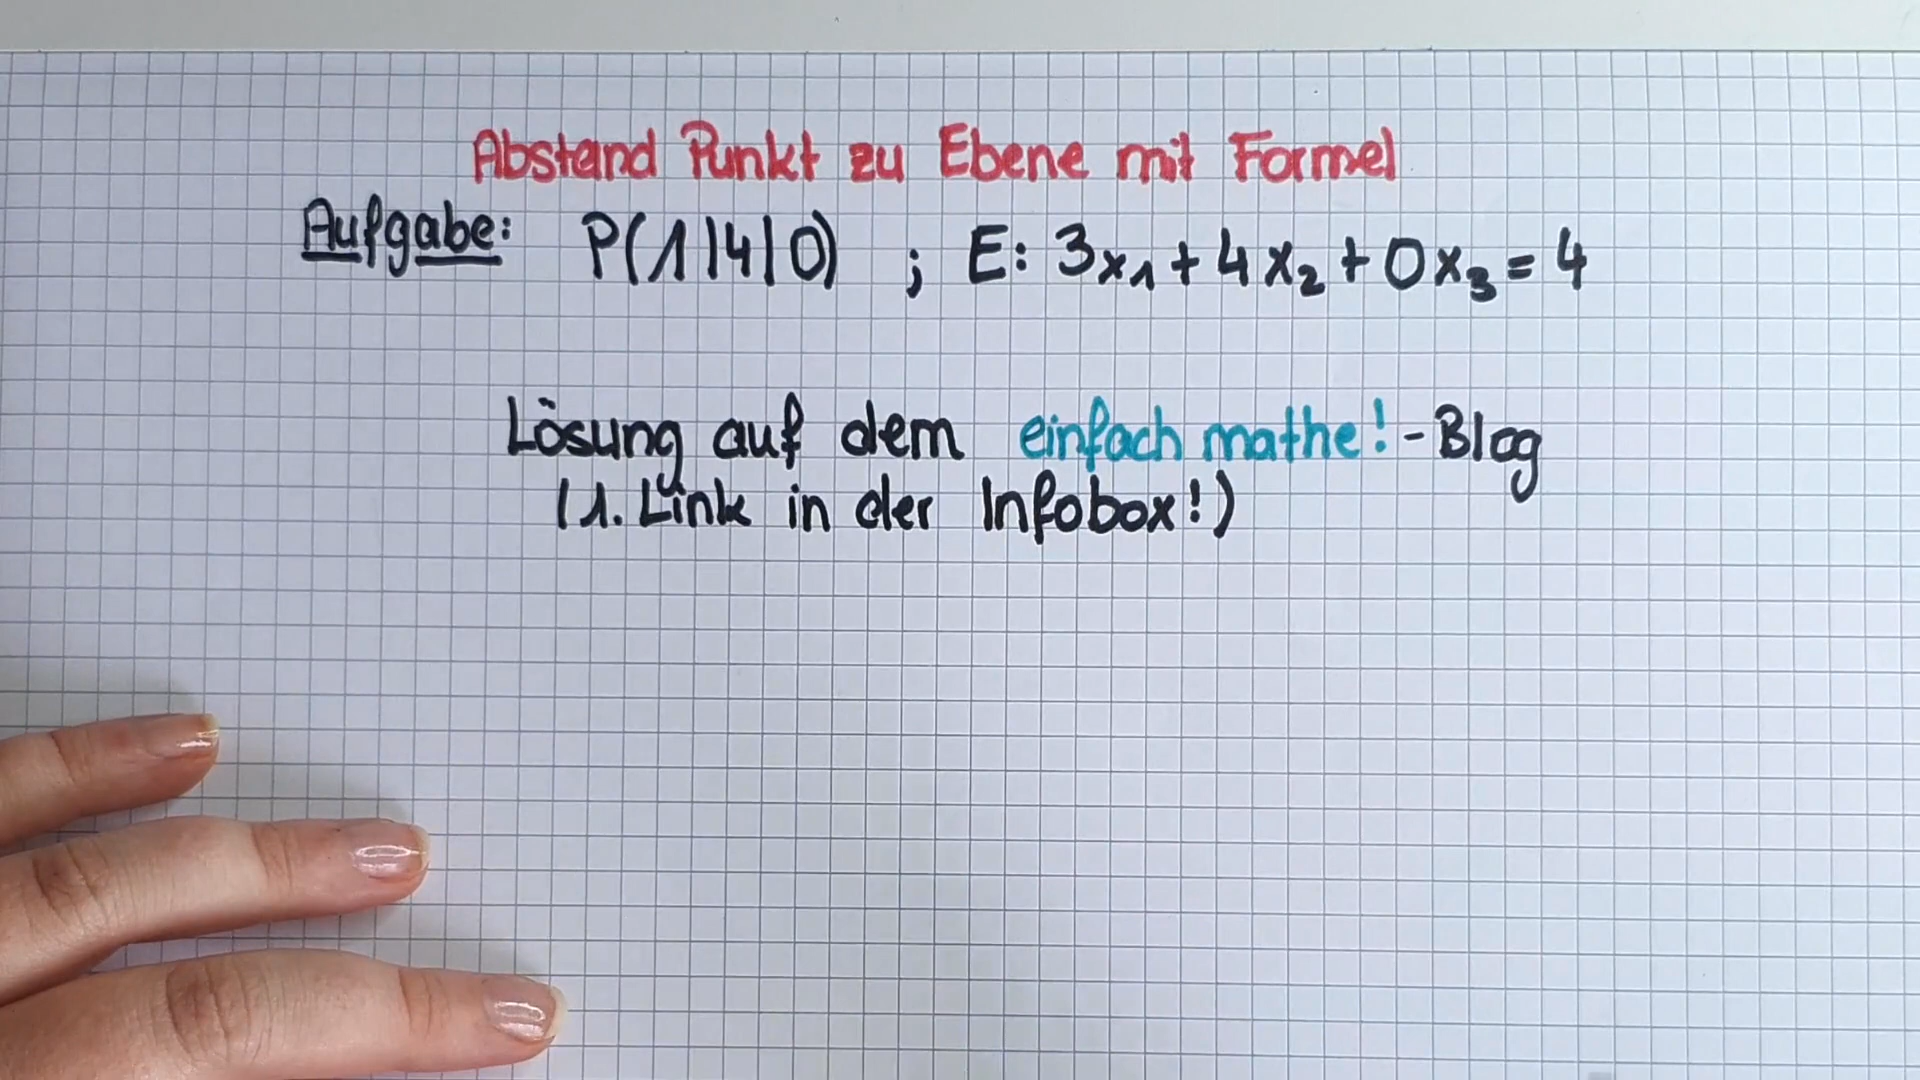 Abstand Punkt zu Ebene mit Formel
Aufgabe: P(1|4|0) ; E: 3x₁+4x₂+0x₃=4
Lösung auf dem einfach mathe!-Blog
(1. Link in der Infobox!)